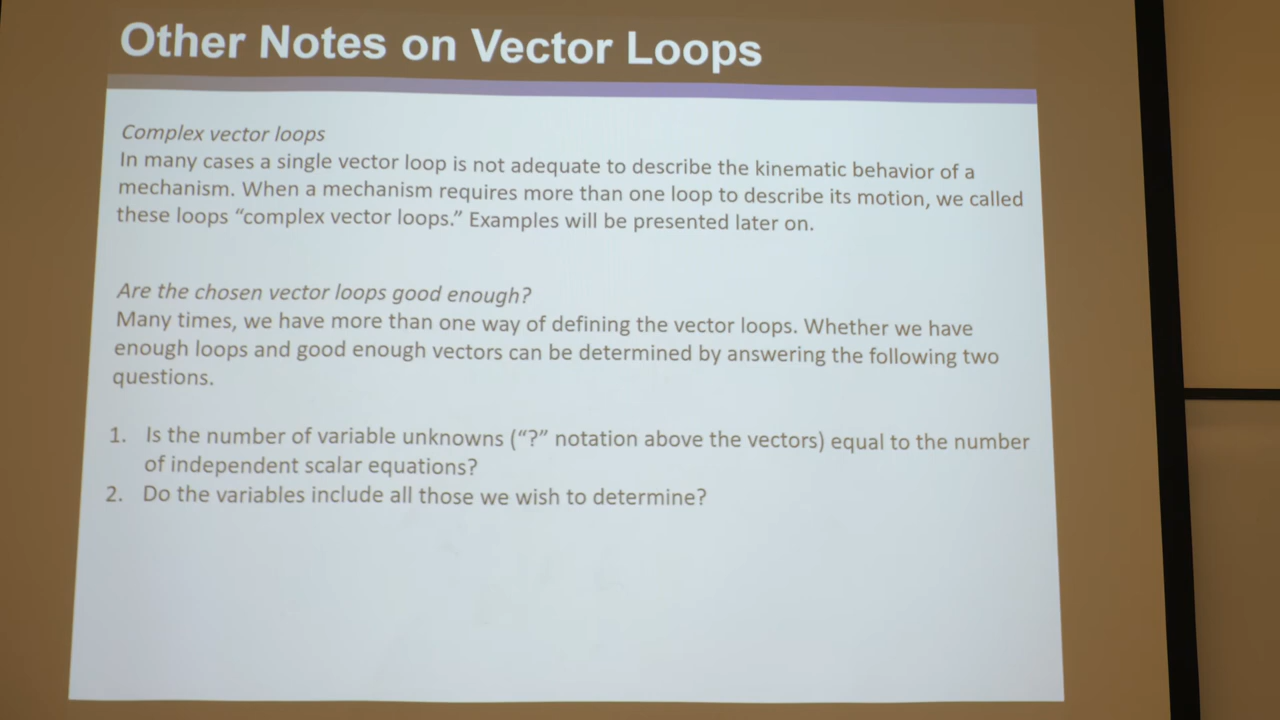 Other Notes on Vector Loops
Complex vector loops
In many cases a single vector loop is not adequate to describe the kinematic behavior of a
mechanism. When a mechanism requires more than one loop to describe its motion, we called
these loops “complex vector loops.” Examples will be presented later on.
Are the chosen vector loops good enough?
Many times, we have more than one way of defining the vector loops. Whether we have
enough loops and good enough vectors can be determined by answering the following two
questions.
1. Is the number of variable unknowns (“?” notation above the vectors) equal to the number
of independent scalar equations?
2. Do the variables include all those we wish to determine?